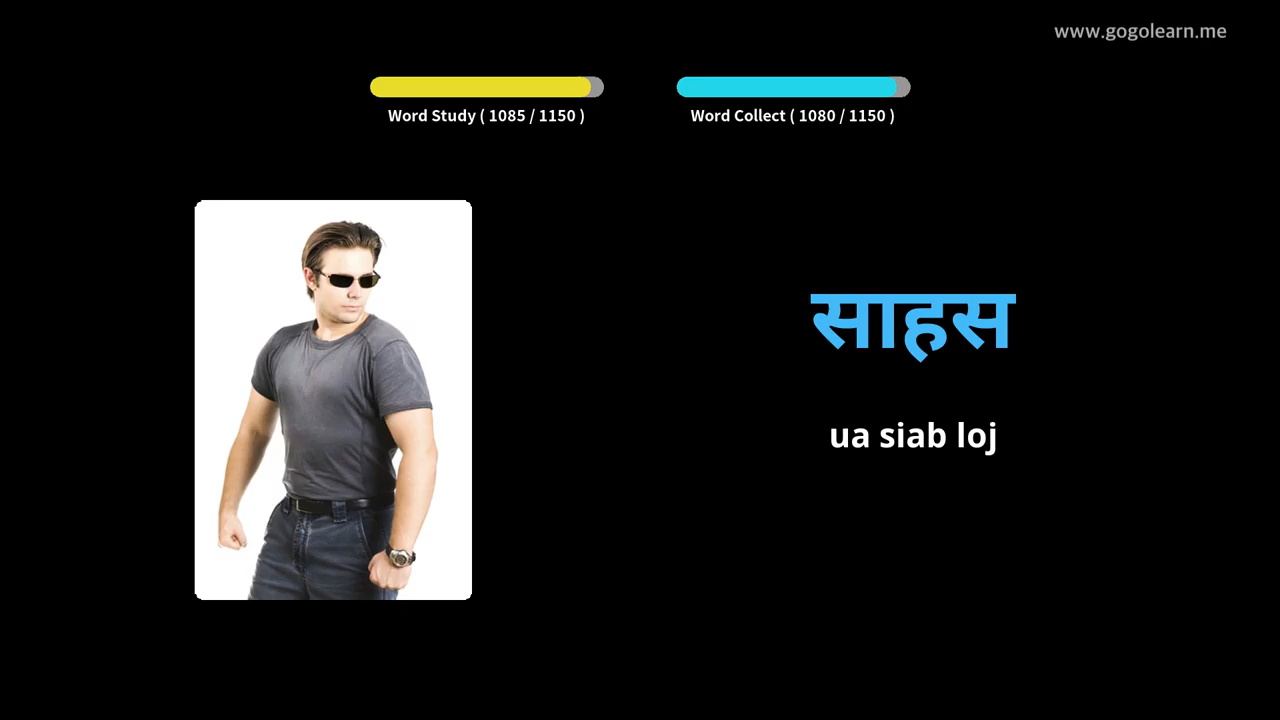 www.gogolearn.me
Word Study ( 1085 / 1150 )
Word Collect ( 1080 / 1150 )
साहस
ua siab loj